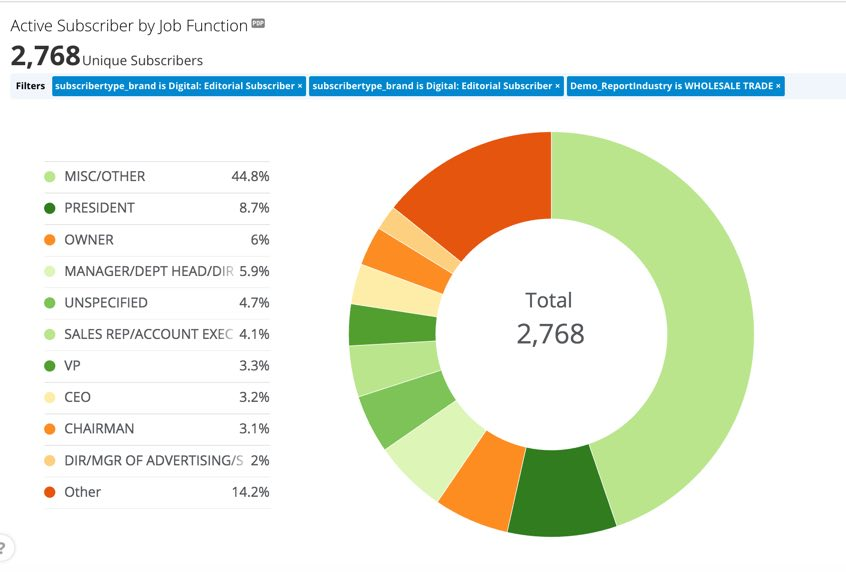 Active Subscriber by Job Function PDP
2,768 Unique Subscribers
Filters subscribertype_brand is Digital: Editorial Subscriber × subscribertype_brand is Digital: Editorial Subscriber × Demo_ReportIndustry is WHOLESALE TRADE ×
MISC/OTHER 44.8%
PRESIDENT 8.7%
OWNER 6%
MANAGER/DEPT HEAD/DIR 5.9%
UNSPECIFIED 4.7%
SALES REP/ACCOUNT EXEC 4.1%
VP 3.3%
CEO 3.2%
CHAIRMAN 3.1%
DIR/MGR OF ADVERTISING/S 2%
Other 14.2%
Total
2,768
?